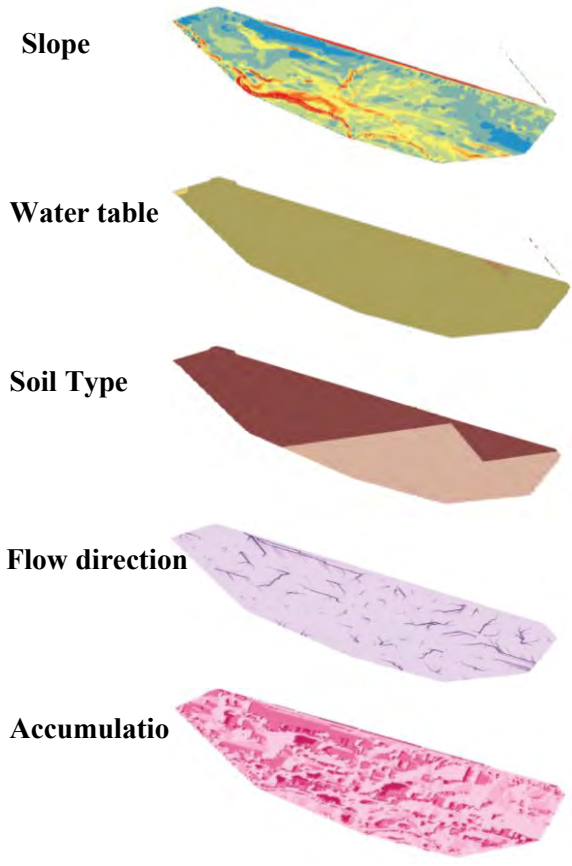 Slope
Water table
Soil Type
Flow direction
Accumulatio